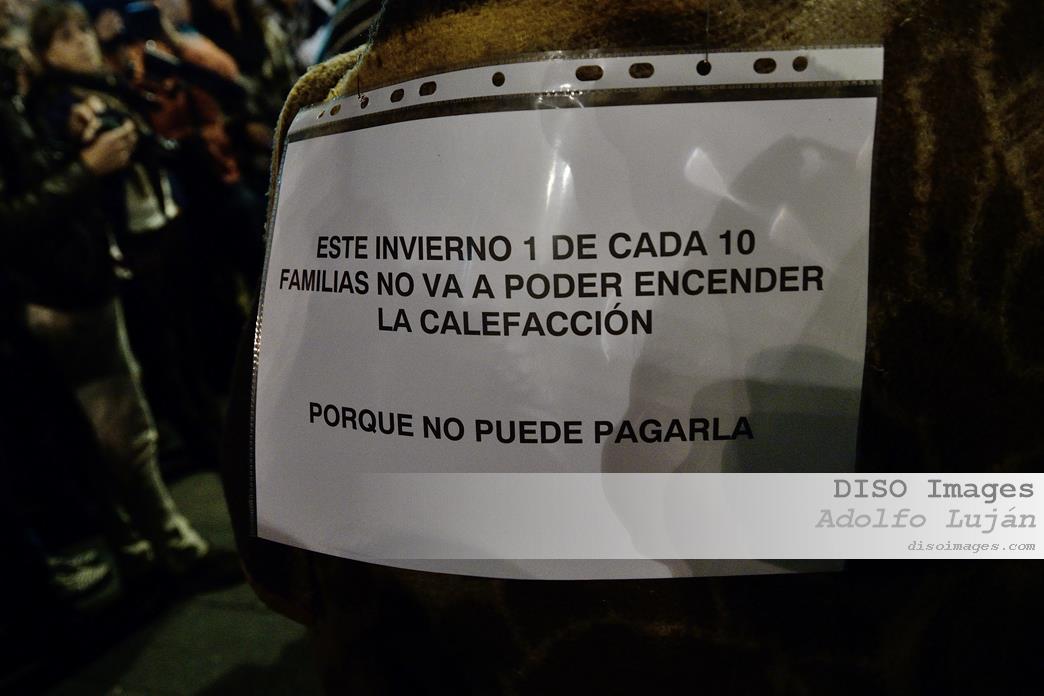 ESTE INVIERNO 1 DE CADA 10
FAMILIAS NO VA A PODER ENCENDER
LA CALEFACCIÓN
PORQUE NO PUEDE PAGARLA
DISO Images
Adolfo Luján
disoimages.com